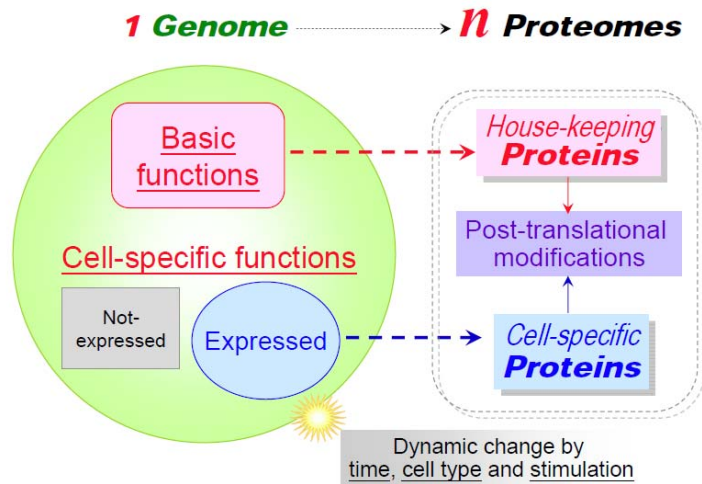 1 Genome
n Proteomes
Basic
functions
House-keeping
Proteins
Post-translational
modifications
Cell-specific functions
Not-
expressed
Expressed
Cell-specific
Proteins
Dynamic change by
time, cell type and stimulation